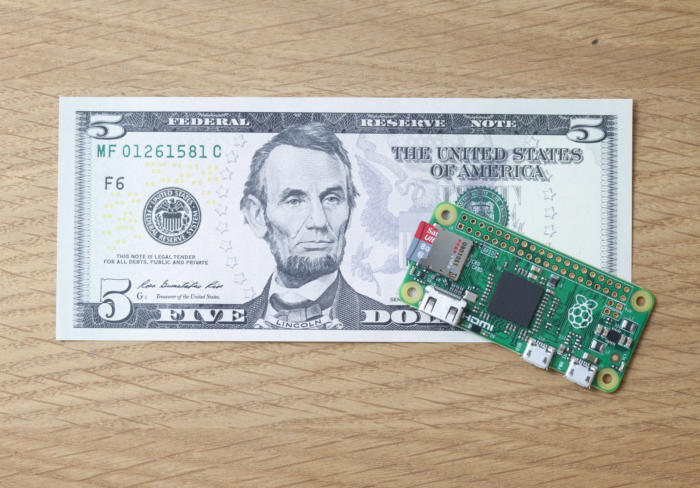 FEDERAL RESERVE NOTE
5
5
MF 01261581 C
THE UNITED STATES
OF AMERICA
F6
THIS NOTE IS LEGAL TENDER
FOR ALL DEBTS, PUBLIC AND PRIVATE
5
Treasurer of the United States.
LINCOLN
FIVE